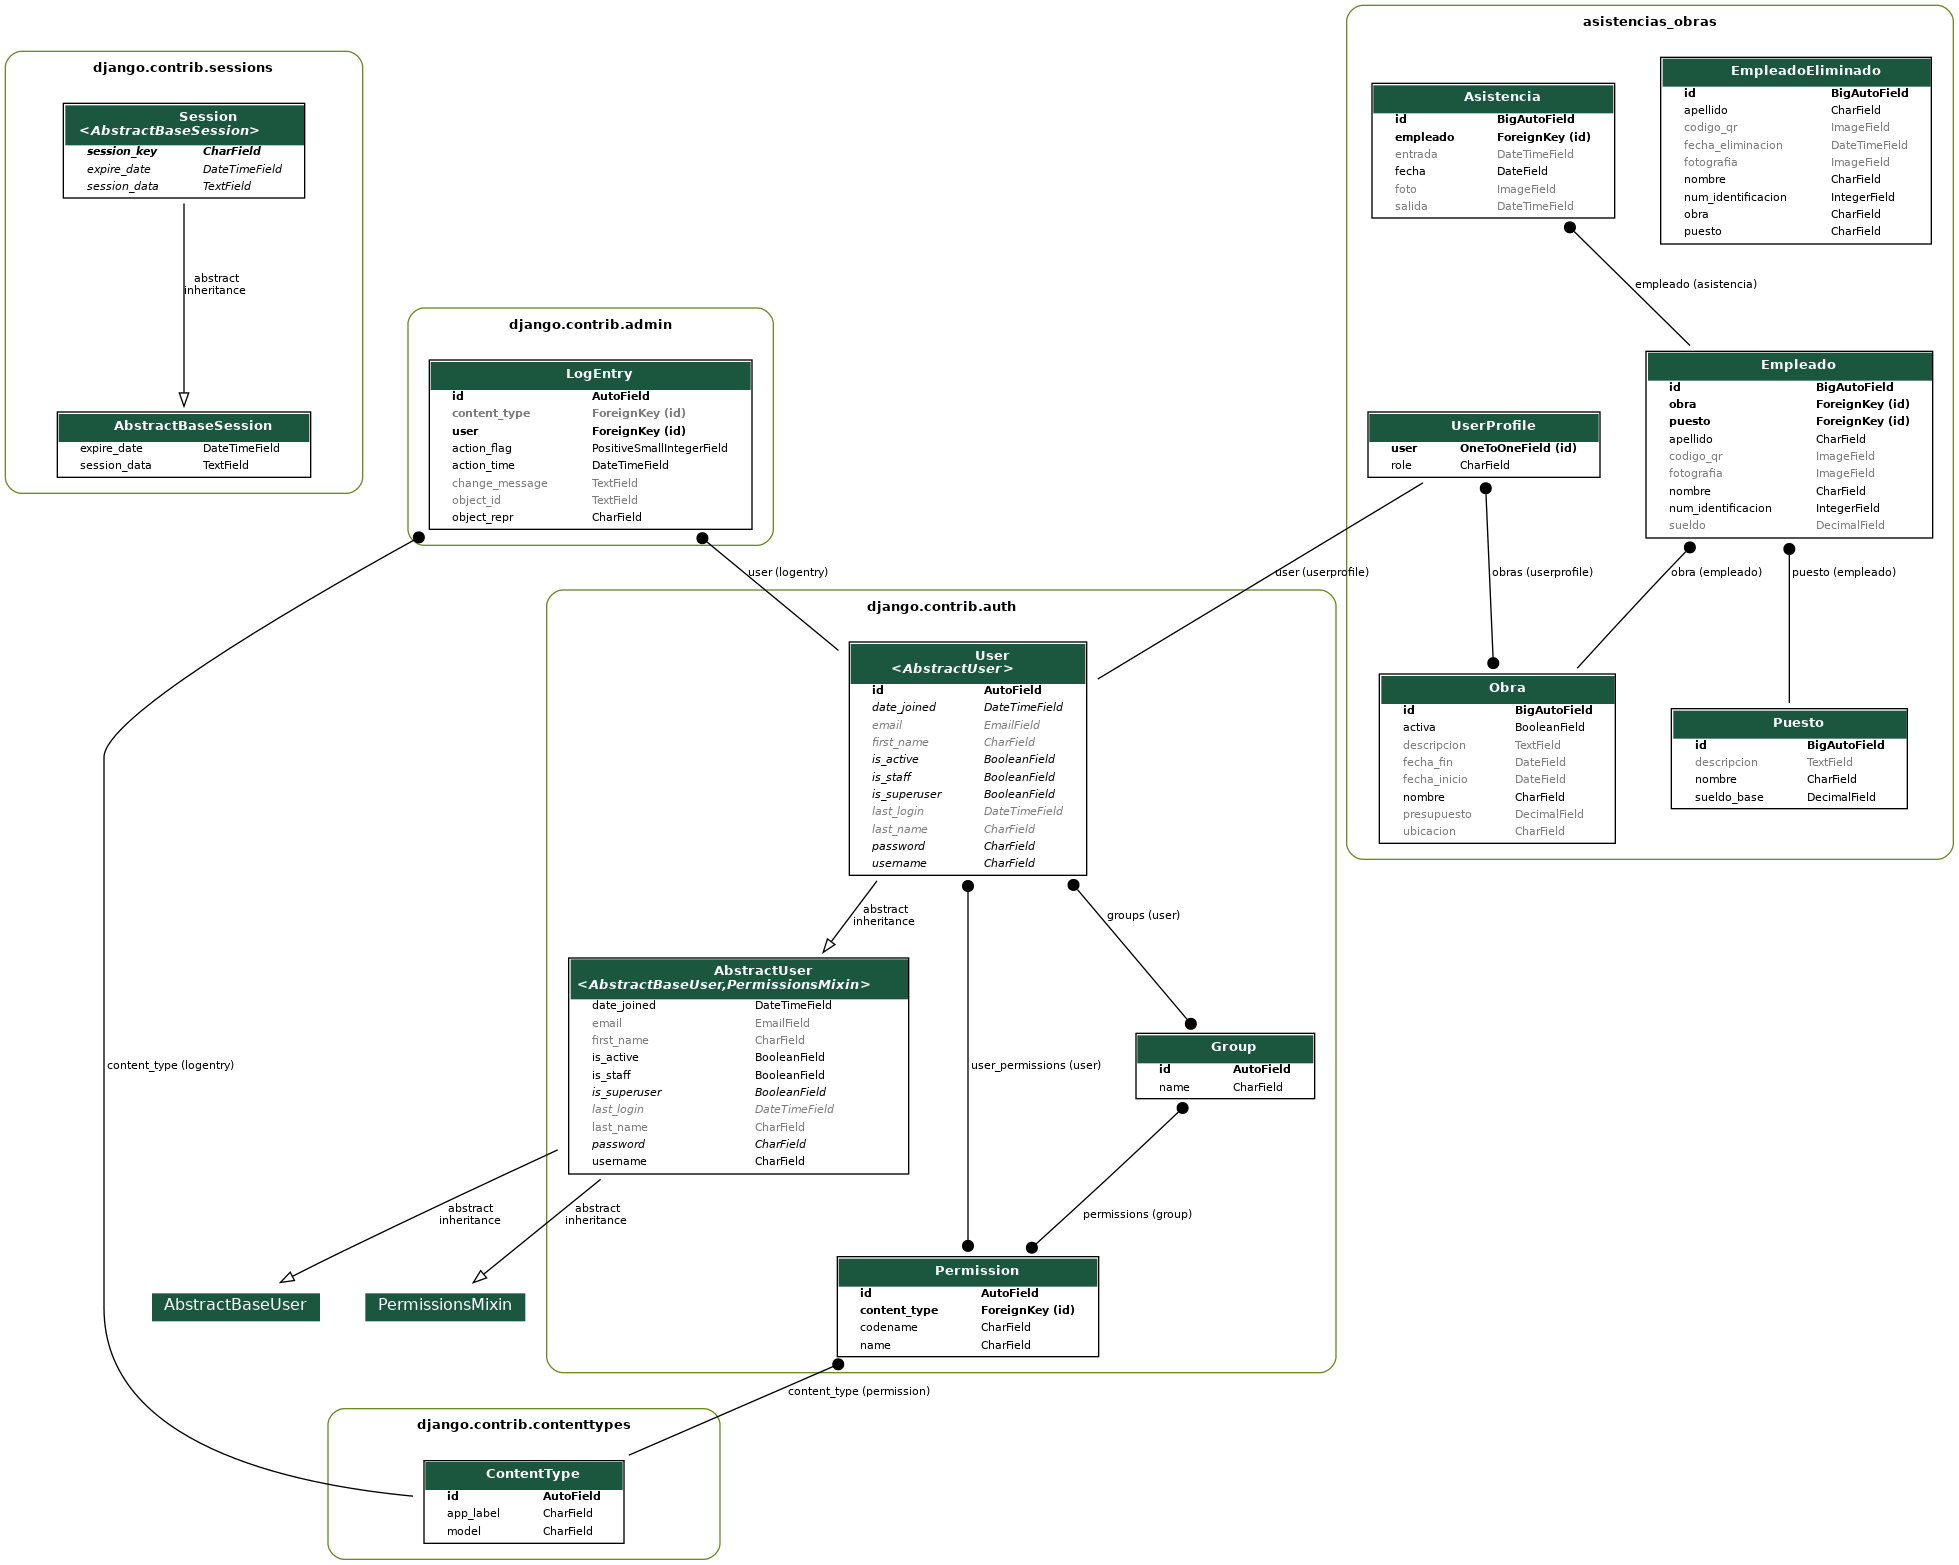 django.contrib.sessions
Session
<AbstractBaseSession>
session_key CharField
expire_date DateTimeField
session_data TextField
abstract
inheritance
AbstractBaseSession
expire_date DateTimeField
session_data TextField
django.contrib.admin
LogEntry
id AutoField
content_type ForeignKey (id)
user ForeignKey (id)
action_flag PositiveSmallIntegerField
action_time DateTimeField
change_message TextField
object_id TextField
object_repr CharField
asistencias_obras
Asistencia
id BigAutoField
empleado ForeignKey (id)
entrada DateTimeField
fecha DateField
foto ImageField
salida DateTimeField
EmpleadoEliminado
id BigAutoField
apellido CharField
codigo_qr ImageField
fecha_eliminacion DateTimeField
fotografia ImageField
nombre CharField
num_identificacion IntegerField
obra CharField
puesto CharField
empleado (asistencia)
Empleado
id BigAutoField
obra ForeignKey (id)
puesto ForeignKey (id)
apellido CharField
codigo_qr ImageField
fotografia ImageField
nombre CharField
num_identificacion IntegerField
sueldo DecimalField
UserProfile
user OneToOneField (id)
role CharField
user (logentry)
user (userprofile)
obras (userprofile)
obra (empleado)
puesto (empleado)
Obra
id BigAutoField
activa BooleanField
descripcion TextField
fecha_fin DateField
fecha_inicio DateField
nombre CharField
presupuesto DecimalField
ubicacion CharField
Puesto
id BigAutoField
descripcion TextField
nombre CharField
sueldo_base DecimalField
django.contrib.auth
User
<AbstractUser>
id AutoField
date_joined DateTimeField
email EmailField
first_name CharField
is_active BooleanField
is_staff BooleanField
is_superuser BooleanField
last_login DateTimeField
last_name CharField
password CharField
username CharField
abstract
inheritance
groups (user)
AbstractUser
<AbstractBaseUser,PermissionsMixin>
date_joined DateTimeField
email EmailField
first_name CharField
is_active BooleanField
is_staff BooleanField
is_superuser BooleanField
last_login DateTimeField
last_name CharField
password CharField
username CharField
content_type (logentry)
user_permissions (user)
Group
id AutoField
name CharField
abstract
inheritance
abstract
inheritance
permissions (group)
AbstractBaseUser
PermissionsMixin
Permission
id AutoField
content_type ForeignKey (id)
codename CharField
name CharField
content_type (permission)
django.contrib.contenttypes
ContentType
id AutoField
app_label CharField
model CharField